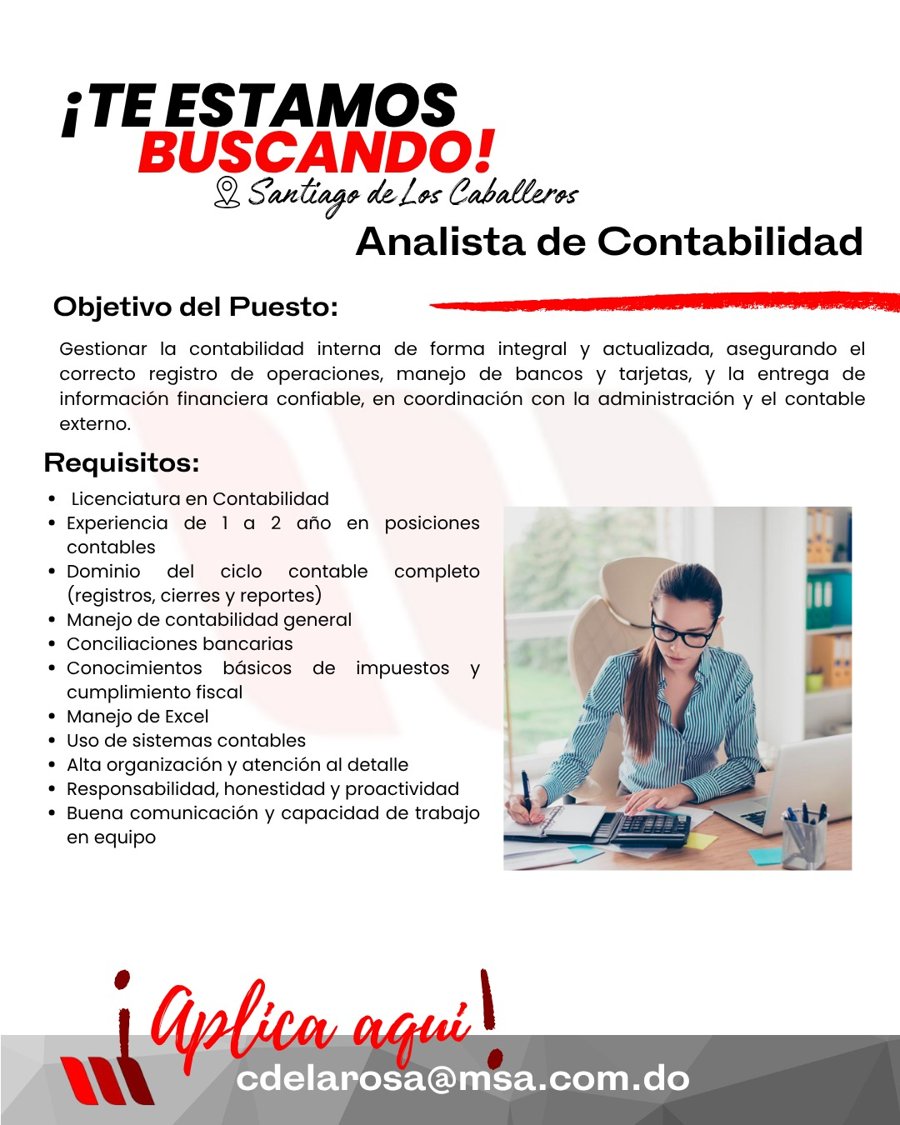 ¡TE ESTAMOS
BUSCANDO!
Santiago de Los Caballeros
Analista de Contabilidad
Objetivo del Puesto:
Gestionar la contabilidad interna de forma integral y actualizada, asegurando el
correcto registro de operaciones, manejo de bancos y tarjetas, y la entrega de
información financiera confiable, en coordinación con la administración y el contable
externo.
Requisitos:
• Licenciatura en Contabilidad
• Experiencia de 1 a 2 año en posiciones
contables
• Dominio del ciclo contable completo
(registros, cierres y reportes)
• Manejo de contabilidad general
• Conciliaciones bancarias
• Conocimientos básicos de impuestos y
cumplimiento fiscal
• Manejo de Excel
• Uso de sistemas contables
• Alta organización y atención al detalle
• Responsabilidad, honestidad y proactividad
• Buena comunicación y capacidad de trabajo
en equipo
¡Aplica aquí!
cdelarosa@msa.com.do